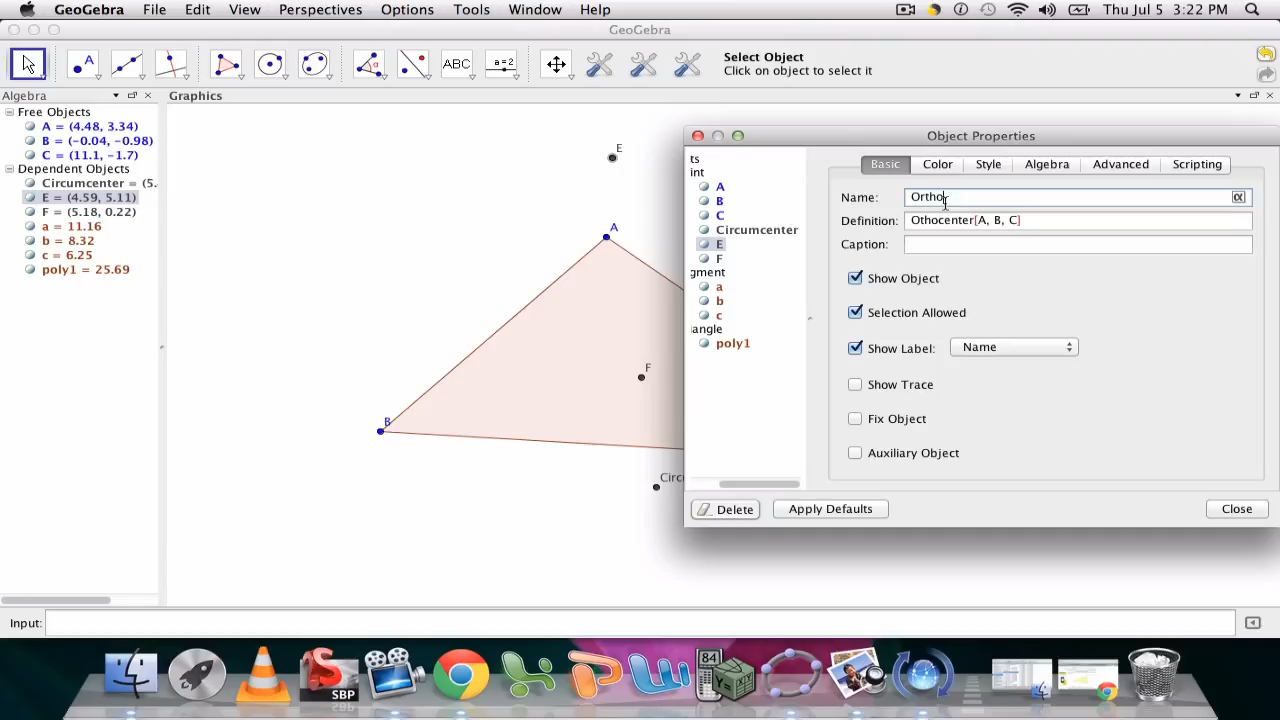 GeoGebra File Edit View Perspectives Options Tools Window Help Thu Jul 5 3:22 PM
GeoGebra
A ABC a=2 Select Object
Click on object to select it
Algebra Graphics
Free Objects
A = (4.48, 3.34)
B = (-0.04, -0.98)
C = (11.1, -1.7)
Dependent Objects
Circumcenter = (5.
E = (4.59, 5.11)
F = (5.18, 0.22)
a = 11.16
b = 8.32
c = 6.25
poly1 = 25.69
E
A
F
B
Circ
Object Properties
ts
int
A
B
C
Circumcenter
E
F
gment
a
b
c
iangle
poly1
Basic Color Style Algebra Advanced Scripting
Name: Ortho α
Definition: Othocenter[A, B, C]
Caption:
Show Object
Selection Allowed
Show Label: Name
Show Trace
Fix Object
Auxiliary Object
Delete Apply Defaults Close
Input:
SBP
84